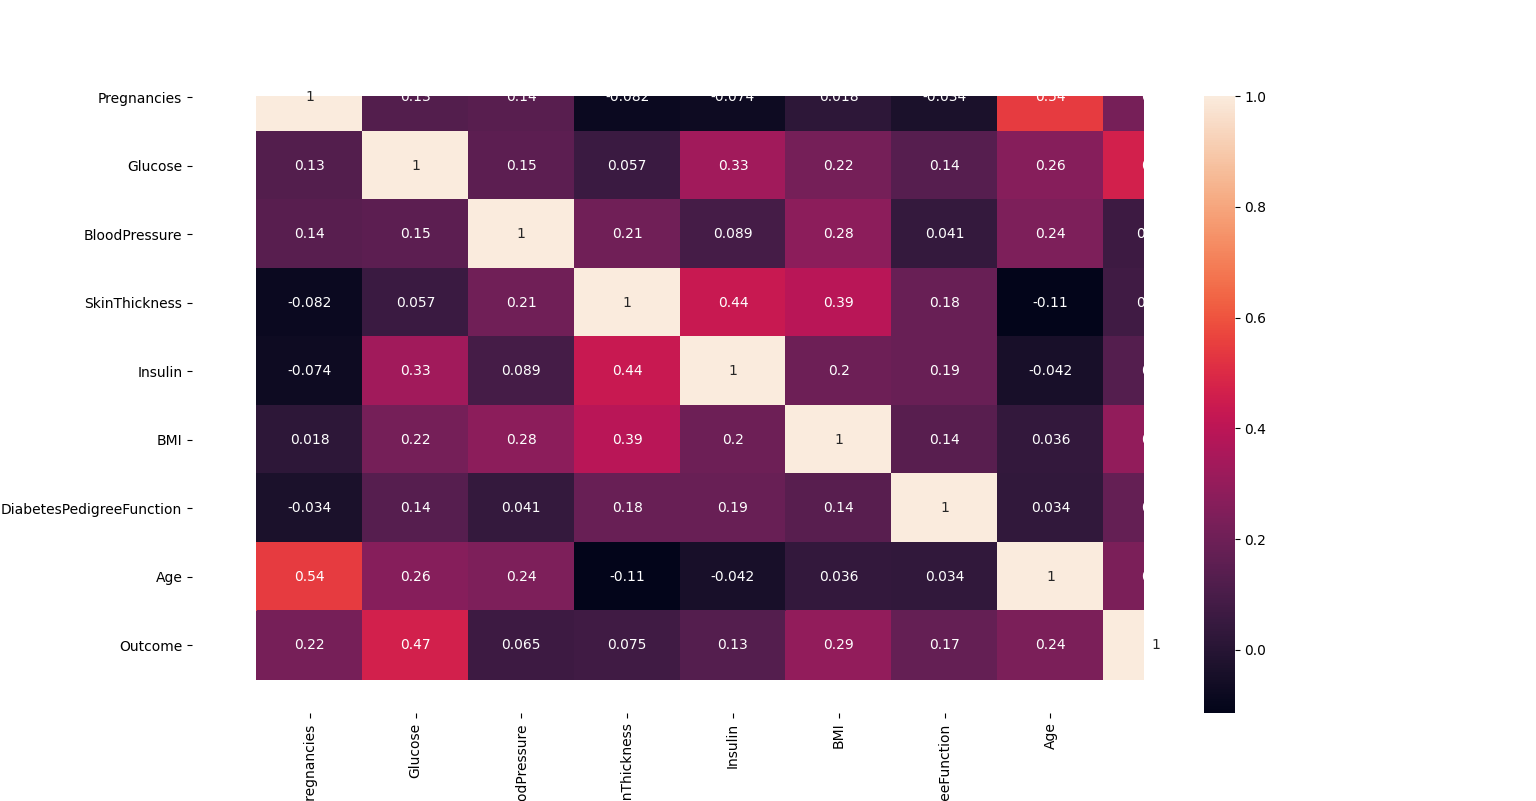 Pregnancies 1 0.13 0.14 -0.082 -0.074 0.018 -0.034 0.54
1.0
Glucose 0.13 1 0.15 0.057 0.33 0.22 0.14 0.26
0.8
BloodPressure 0.14 0.15 1 0.21 0.089 0.28 0.041 0.24
SkinThickness -0.082 0.057 0.21 1 0.44 0.39 0.18 -0.11
0.6
Insulin -0.074 0.33 0.089 0.44 1 0.2 0.19 -0.042
0.4
BMI 0.018 0.22 0.28 0.39 0.2 1 0.14 0.036
DiabetesPedigreeFunction -0.034 0.14 0.041 0.18 0.19 0.14 1 0.034
0.2
Age 0.54 0.26 0.24 -0.11 -0.042 0.036 0.034 1
Outcome 0.22 0.47 0.065 0.075 0.13 0.29 0.17 0.24 1
0.0
regnancies
Glucose
odPressure
nThickness
Insulin
BMI
eeFunction
Age